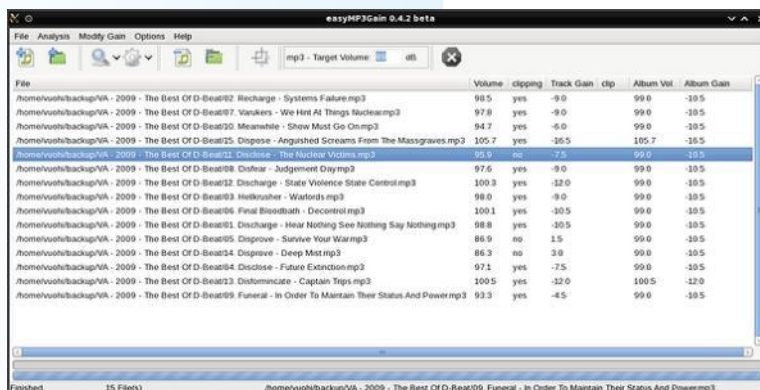 easyMP3Gain 0.4.2 beta
File Analysis Modify Gain Options Help
mp3 - Target Volume: dB
File Volume clipping Track Gain clip Album Vol. Album Gain
/home/vuohi/backup/VA - 2009 - The Best Of D-Beat/02. Recharge - Systems Failure.mp3 98.5 yes -9.0 99.0 -10.5
/home/vuohi/backup/VA - 2009 - The Best Of D-Beat/07. Varukers - We Hint At Things Nuclear.mp3 97.8 yes -9.0 99.0 -10.5
/home/vuohi/backup/VA - 2009 - The Best Of D-Beat/10. Meanwhile - Show Must Go On.mp3 94.7 yes -6.0 99.0 -10.5
/home/vuohi/backup/VA - 2009 - The Best Of D-Beat/15. Dispose - Anguished Screams From The Massgraves.mp3 105.7 yes -16.5 105.7 -16.5
/home/vuohi/backup/VA - 2009 - The Best Of D-Beat/11. Disclose - The Nuclear Victims.mp3 95.9 no -7.5 99.0 -10.5
/home/vuohi/backup/VA - 2009 - The Best Of D-Beat/08. Disfear - Judgement Day.mp3 97.6 yes -9.0 99.0 -10.5
/home/vuohi/backup/VA - 2009 - The Best Of D-Beat/12. Discharge - State Violence State Control.mp3 100.3 yes -12.0 99.0 -10.5
/home/vuohi/backup/VA - 2009 - The Best Of D-Beat/03. Hellkrusher - Warlords.mp3 98.0 yes -9.0 99.0 -10.5
/home/vuohi/backup/VA - 2009 - The Best Of D-Beat/06. Final Bloodbath - Decontrol.mp3 100.1 yes -10.5 99.0 -10.5
/home/vuohi/backup/VA - 2009 - The Best Of D-Beat/01. Discharge - Hear Nothing See Nothing Say Nothing.mp3 98.8 yes -10.5 99.0 -10.5
/home/vuohi/backup/VA - 2009 - The Best Of D-Beat/05. Disprove - Survive Your War.mp3 86.9 no 1.5 99.0 -10.5
/home/vuohi/backup/VA - 2009 - The Best Of D-Beat/14. Disprove - Deep Mist.mp3 86.3 no 3.0 99.0 -10.5
/home/vuohi/backup/VA - 2009 - The Best Of D-Beat/04. Disclose - Future Extinction.mp3 97.1 yes -7.5 99.0 -10.5
/home/vuohi/backup/VA - 2009 - The Best Of D-Beat/13. Disformincate - Captain Trips.mp3 100.5 yes -12.0 100.5 -12.0
/home/vuohi/backup/VA - 2009 - The Best Of D-Beat/09. Funeral - In Order To Maintain Their Status And Power.mp3 93.3 yes -4.5 99.0 -10.5
Finished 15 File(s) /home/vuohi/backup/VA - 2009 - The Best Of D-Beat/09. Funeral - In Order To Maintain Their Status And Power.mp3